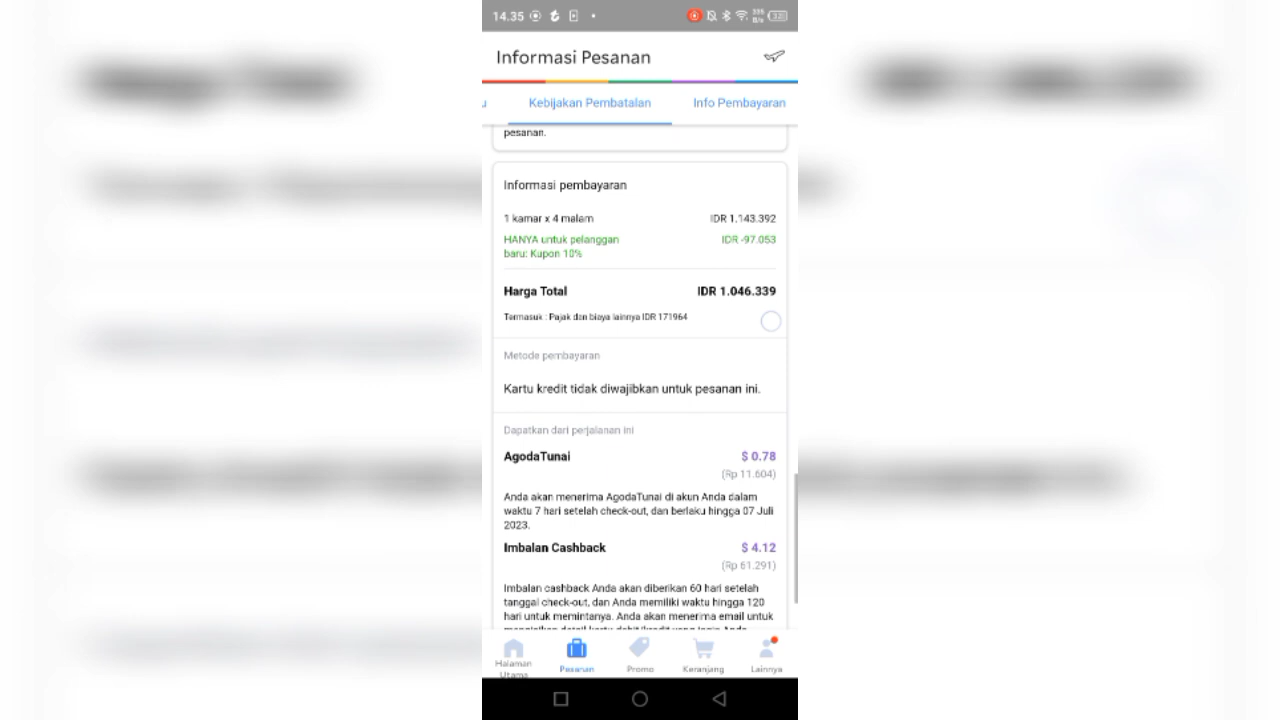 14.35
Informasi Pesanan
u Kebijakan Pembatalan Info Pembayaran
pesanan.
Informasi pembayaran
1 kamar x 4 malam IDR 1.143.392
HANYA untuk pelanggan IDR -97.053
baru: Kupon 10%
Harga Total IDR 1.046.339
Termasuk : Pajak dan biaya lainnya IDR 171964
Metode pembayaran
Kartu kredit tidak diwajibkan untuk pesanan ini.
Dapatkan dari perjalanan ini
AgodaTunai $ 0.78
(Rp 11.604)
Anda akan menerima AgodaTunai di akun Anda dalam
waktu 7 hari setelah check-out, dan berlaku hingga 07 Juli
2023.
Imbalan Cashback $ 4.12
(Rp 61.291)
Imbalan cashback Anda akan diberikan 60 hari setelah
tanggal check-out, dan Anda memiliki waktu hingga 120
hari untuk memintanya. Anda akan menerima email untuk
Halaman Utama Pesanan Promo Keranjang Lainnya